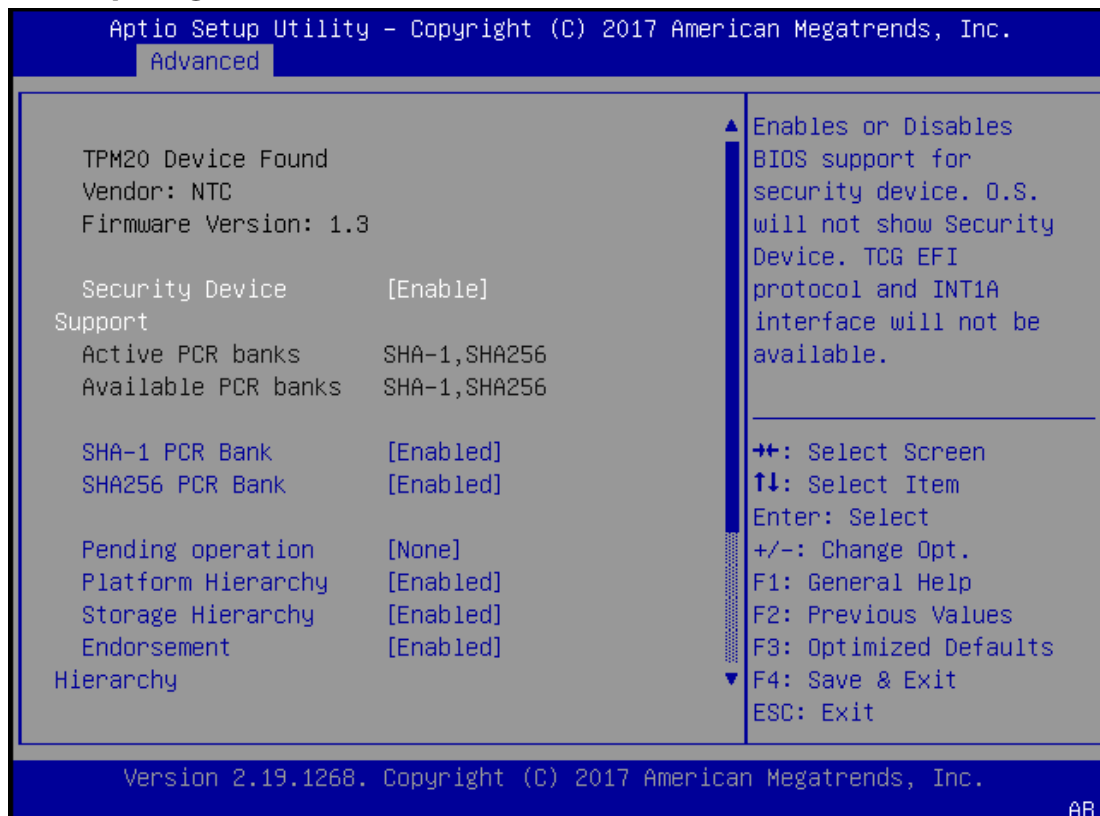 Aptio Setup Utility – Copyright (C) 2017 American Megatrends, Inc.
Advanced
TPM20 Device Found
Vendor: NTC
Firmware Version: 1.3
Security Device [Enable]
Support
Active PCR banks SHA-1,SHA256
Available PCR banks SHA-1,SHA256
SHA-1 PCR Bank [Enabled]
SHA256 PCR Bank [Enabled]
Pending operation [None]
Platform Hierarchy [Enabled]
Storage Hierarchy [Enabled]
Endorsement [Enabled]
Hierarchy
Enables or Disables
BIOS support for
security device. O.S.
will not show Security
Device. TCG EFI
protocol and INT1A
interface will not be
available.
→←: Select Screen
↑↓: Select Item
Enter: Select
+/-: Change Opt.
F1: General Help
F2: Previous Values
F3: Optimized Defaults
F4: Save & Exit
ESC: Exit
Version 2.19.1268. Copyright (C) 2017 American Megatrends, Inc.
AB